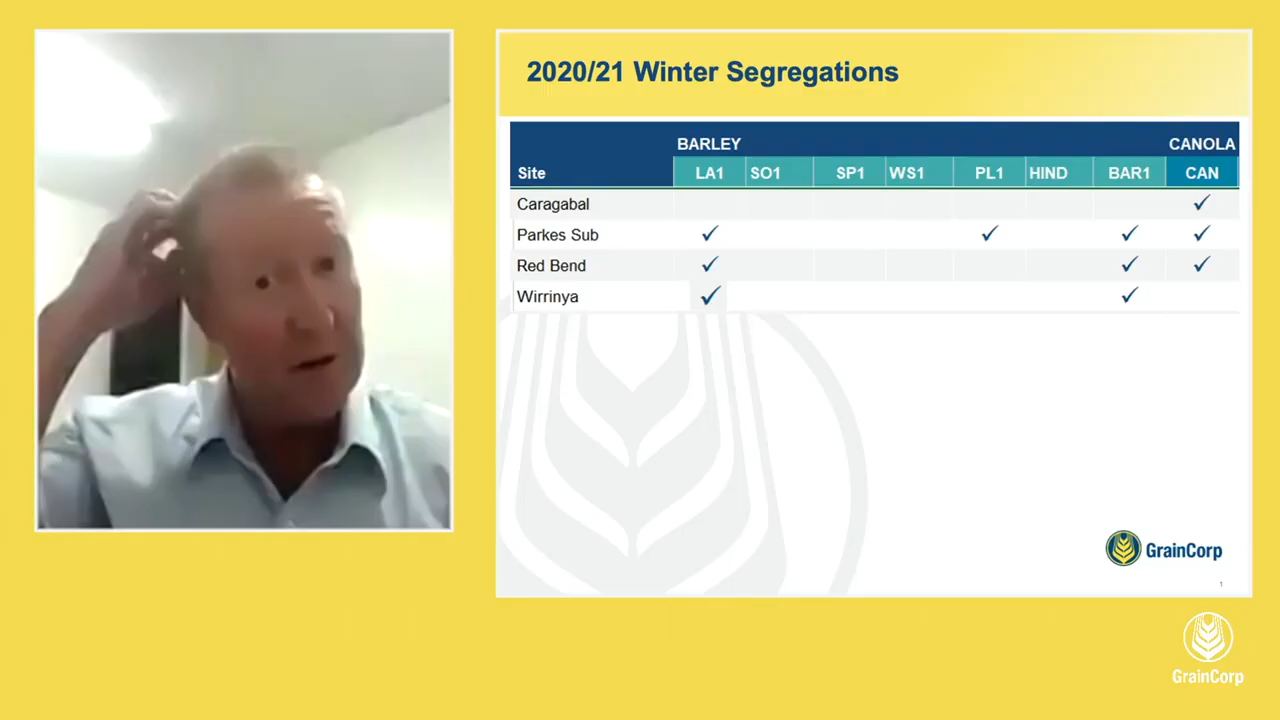 2020/21 Winter Segregations
BARLEY CANOLA
Site LA1 SO1 SP1 WS1 PL1 HIND BAR1 CAN
Caragabal ✓
Parkes Sub ✓ ✓ ✓ ✓
Red Bend ✓ ✓ ✓
Wirrinya ✓ ✓
GrainCorp
1
GrainCorp